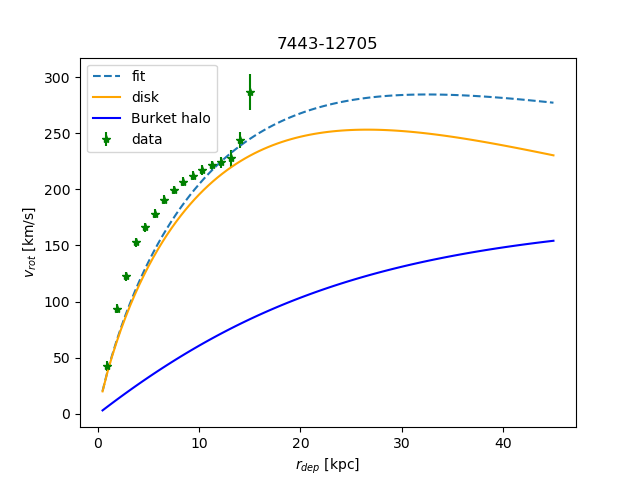 7443-12705
fit
disk
Burket halo
data
300
250
200
150
100
50
0
v_rot [km/s]
0 10 20 30 40
r_dep [kpc]